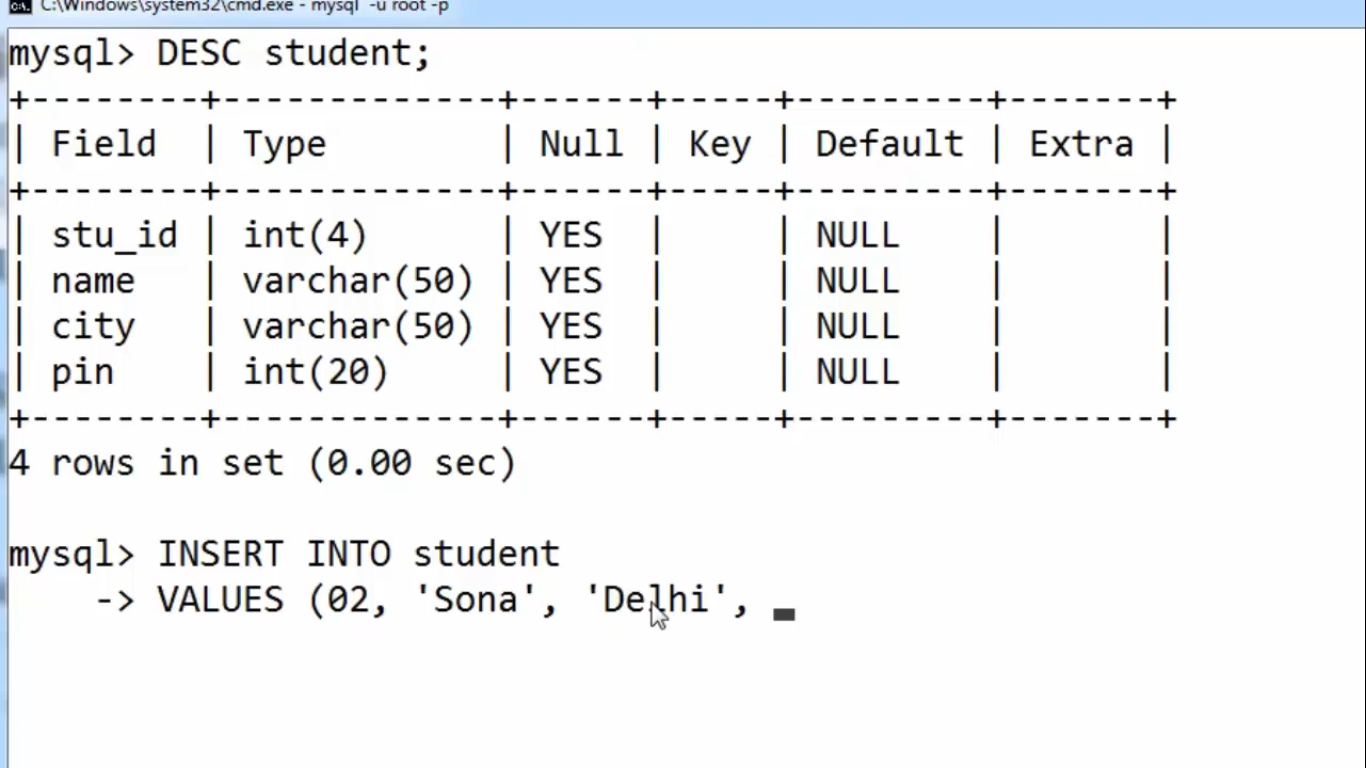 C:\Windows\system32\cmd.exe - mysql -u root -p
mysql> DESC student;
+--------+-------------+------+-----+---------+-------+
| Field  | Type        | Null | Key | Default | Extra |
+--------+-------------+------+-----+---------+-------+
| stu_id | int(4)      | YES  |     | NULL    |       |
| name   | varchar(50) | YES  |     | NULL    |       |
| city   | varchar(50) | YES  |     | NULL    |       |
| pin    | int(20)     | YES  |     | NULL    |       |
+--------+-------------+------+-----+---------+-------+
4 rows in set (0.00 sec)
mysql> INSERT INTO student
    -> VALUES (02, 'Sona', 'Delhi',